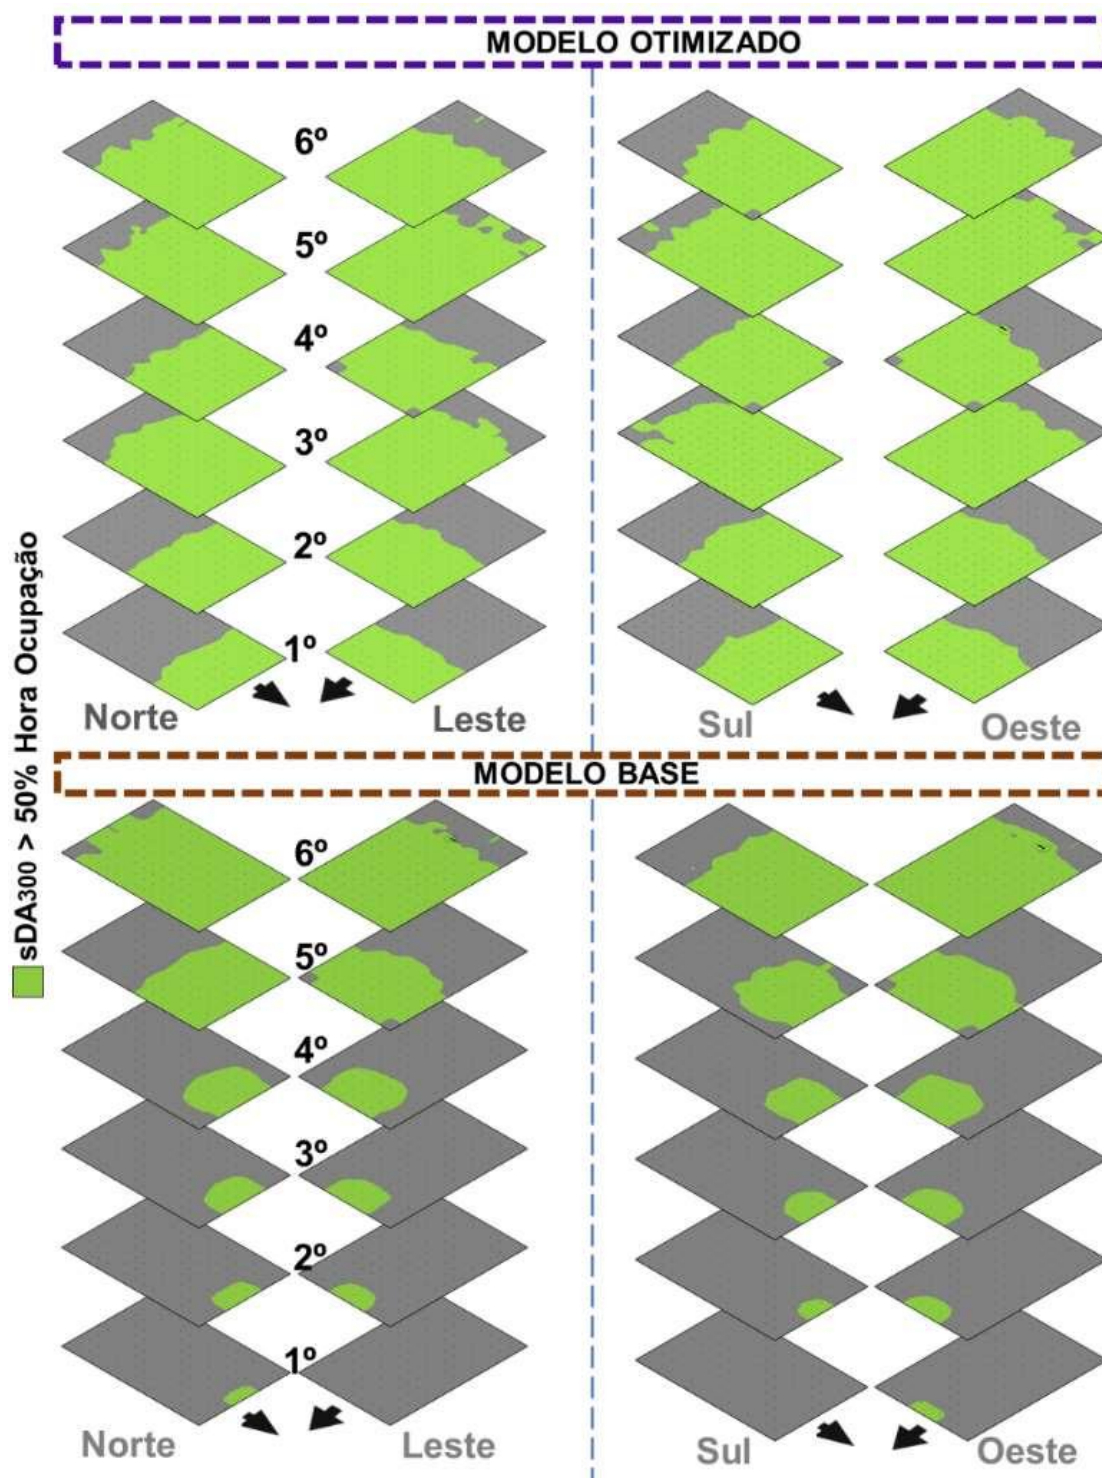 MODELO OTIMIZADO
6º
5º
4º
3º
2º
1º
Norte
Leste
Sul
Oeste
sDA300 > 50% Hora Ocupação
MODELO BASE
6º
5º
4º
3º
2º
1º
Norte
Leste
Sul
Oeste